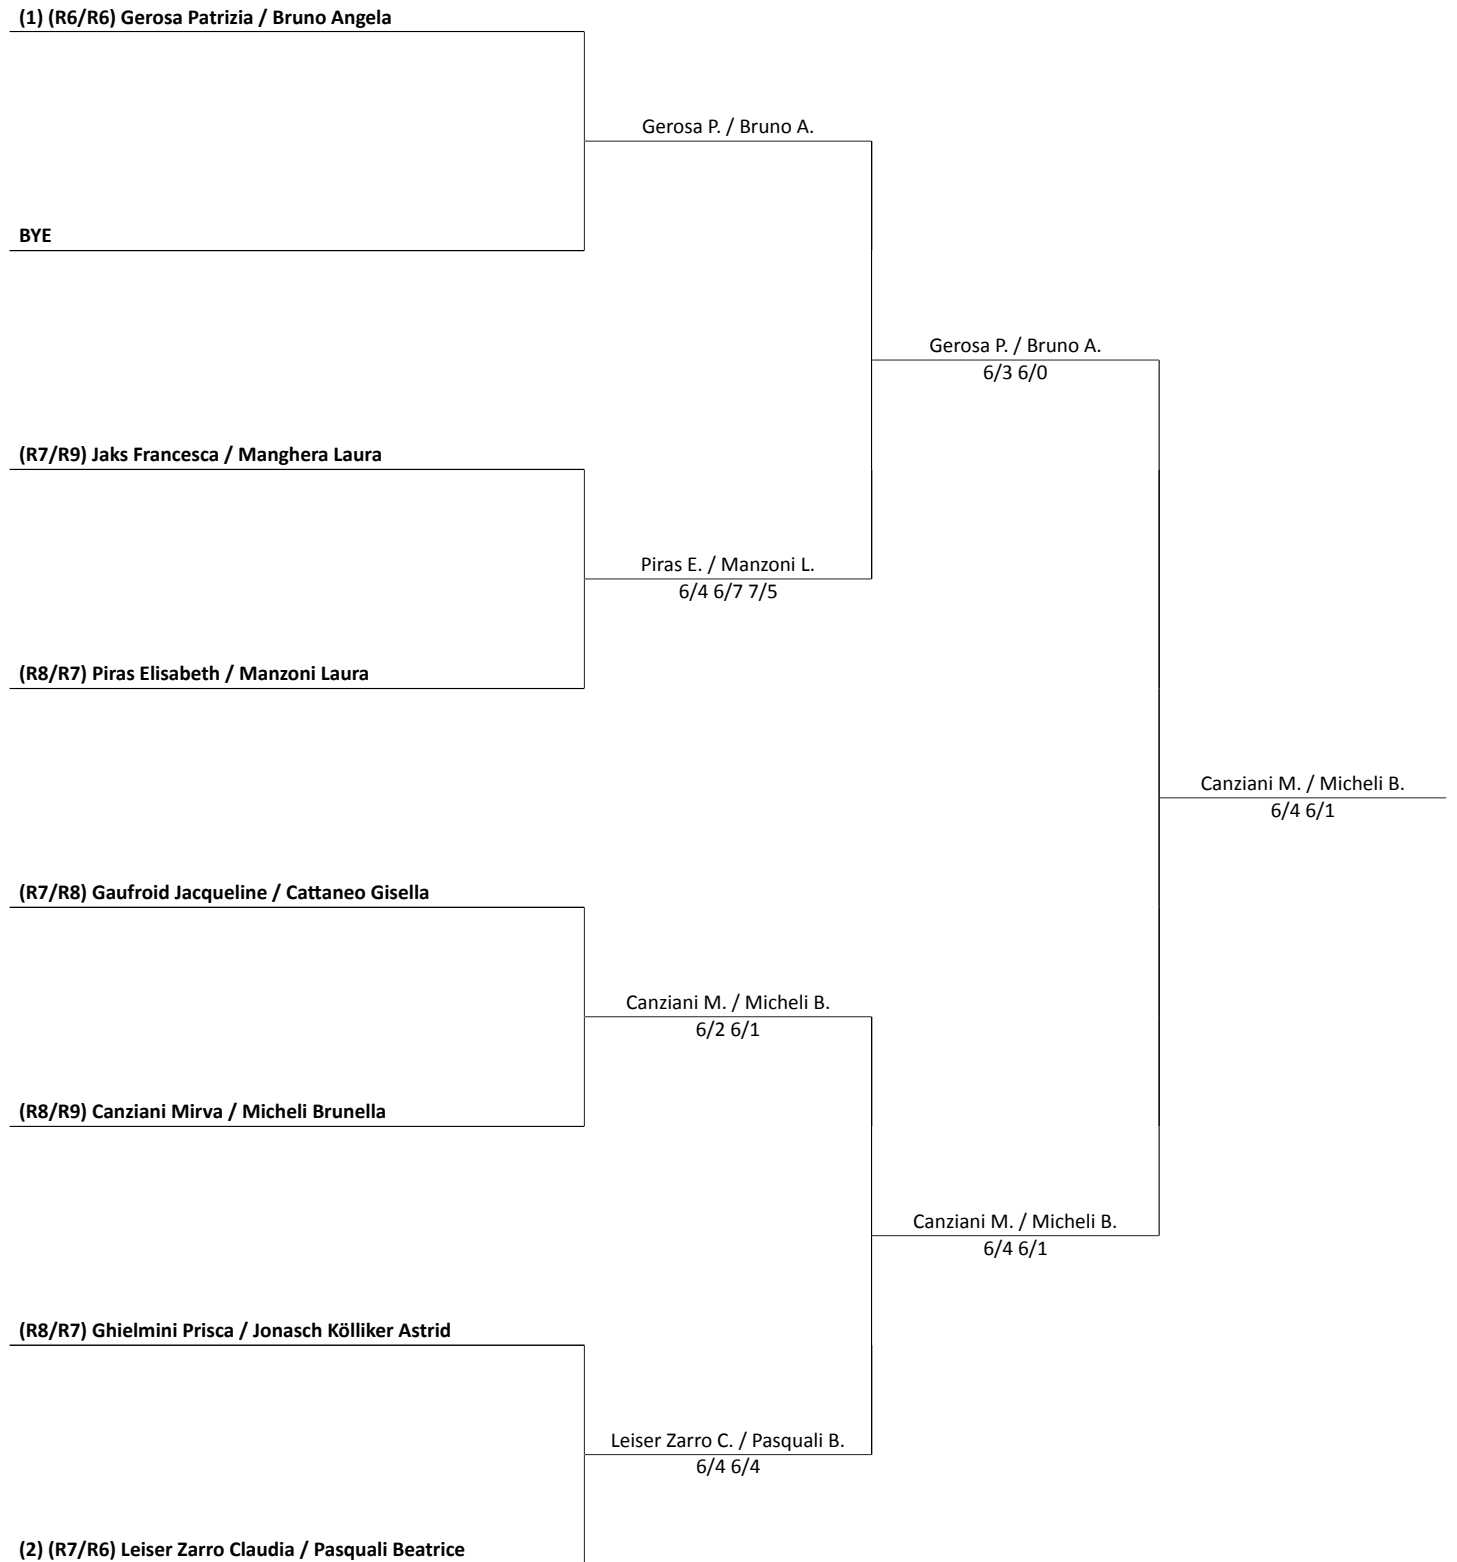 (1) (R6/R6) Gerosa Patrizia / Bruno Angela
Gerosa P. / Bruno A.
BYE
Gerosa P. / Bruno A.
6/3 6/0
(R7/R9) Jaks Francesca / Manghera Laura
Piras E. / Manzoni L.
6/4 6/7 7/5
(R8/R7) Piras Elisabeth / Manzoni Laura
Canziani M. / Micheli B.
6/4 6/1
(R7/R8) Gaufroid Jacqueline / Cattaneo Gisella
Canziani M. / Micheli B.
6/2 6/1
(R8/R9) Canziani Mirva / Micheli Brunella
Canziani M. / Micheli B.
6/4 6/1
(R8/R7) Ghielmini Prisca / Jonasch Kölliker Astrid
Leiser Zarro C. / Pasquali B.
6/4 6/4
(2) (R7/R6) Leiser Zarro Claudia / Pasquali Beatrice